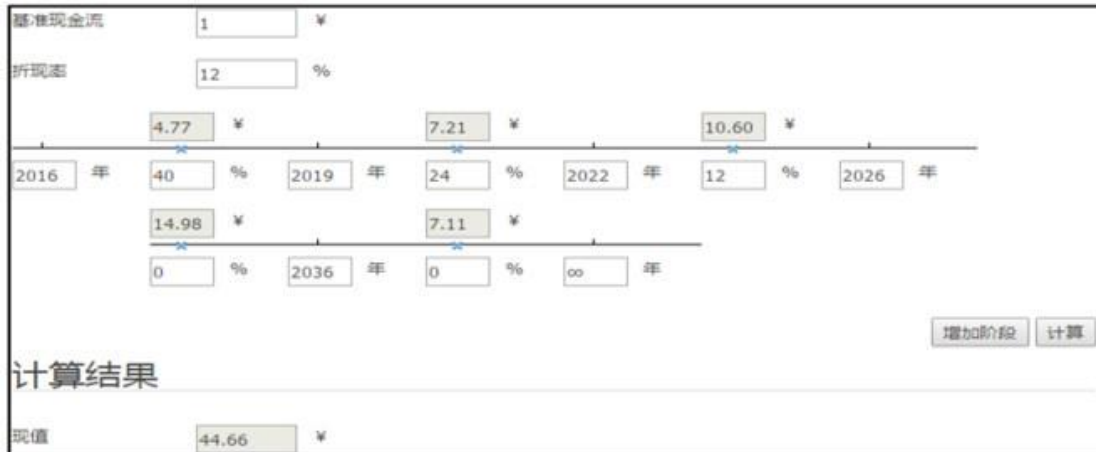 基准现金流 1 ¥
折现率 12 %
4.77 ¥ 7.21 ¥ 10.60 ¥
2016 年 40 % 2019 年 24 % 2022 年 12 % 2026 年
14.98 ¥ 7.11 ¥
0 % 2036 年 0 % ∞ 年
增加阶段 计算
计算结果
现值 44.66 ¥